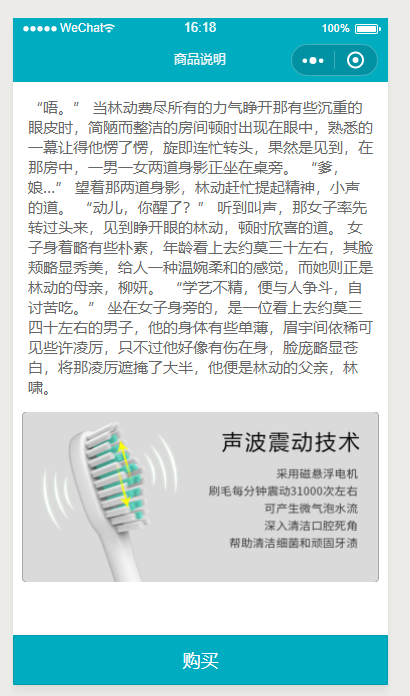 WeChat
16:18
100%
商品说明
“唔。” 当林动费尽所有的力气睁开那有些沉重的
眼皮时，简陋而整洁的房间顿时出现在眼中，熟悉的
一幕让得他愣了愣，旋即连忙转头，果然是见到，在
那房中，一男一女两道身影正坐在桌旁。 “爹，
娘...” 望着那两道身影，林动赶忙提起精神，小声
的道。 “动儿，你醒了？” 听到叫声，那女子率先
转过头来，见到睁开眼的林动，顿时欣喜的道。 女
子身着略有些朴素，年龄看上去约莫三十左右，其脸
颊略显秀美，给人一种温婉柔和的感觉，而她则正是
林动的母亲，柳妍。 “学艺不精，便与人争斗，自
讨苦吃。” 坐在女子身旁的，是一位看上去约莫三
四十左右的男子，他的身体有些单薄，眉宇间依稀可
见些许凌厉，只不过他好像有伤在身，脸庞略显苍
白，将那凌厉遮掩了大半，他便是林动的父亲，林
啸。
声波震动技术
采用磁悬浮电机
刷毛每分钟震动31000次左右
可产生微气泡水流
深入清洁口腔死角
帮助清洁细菌和顽固牙渍
购买